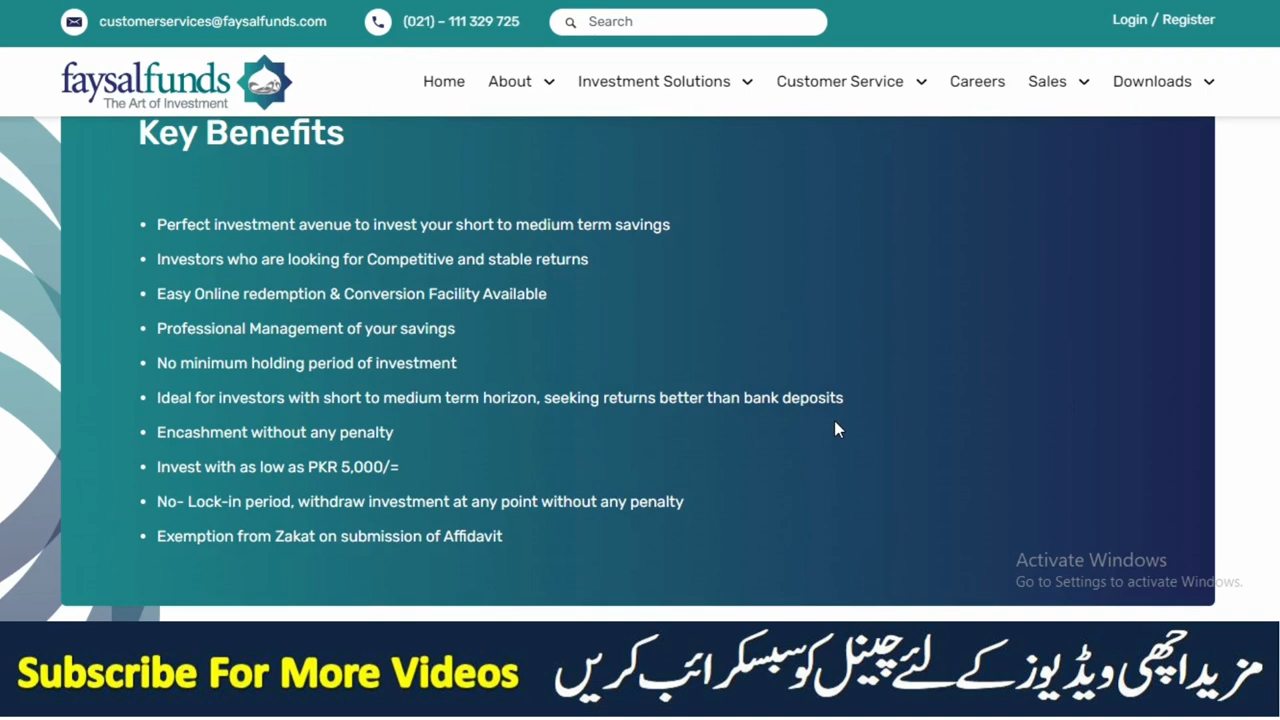 customerservices@faysalfunds.com (021) – 111 329 725 Search Login / Register
faysalfunds
The Art of Investment
Home About Investment Solutions Customer Service Careers Sales Downloads
Key Benefits
• Perfect investment avenue to invest your short to medium term savings
• Investors who are looking for Competitive and stable returns
• Easy Online redemption & Conversion Facility Available
• Professional Management of your savings
• No minimum holding period of investment
• Ideal for investors with short to medium term horizon, seeking returns better than bank deposits
• Encashment without any penalty
• Invest with as low as PKR 5,000/=
• No- Lock-in period, withdraw investment at any point without any penalty
• Exemption from Zakat on submission of Affidavit
Activate Windows
Go to Settings to activate Windows.
Subscribe For More Videos مزید اچھی ویڈیوز کے لئے چینل کو سبسکرائب کریں